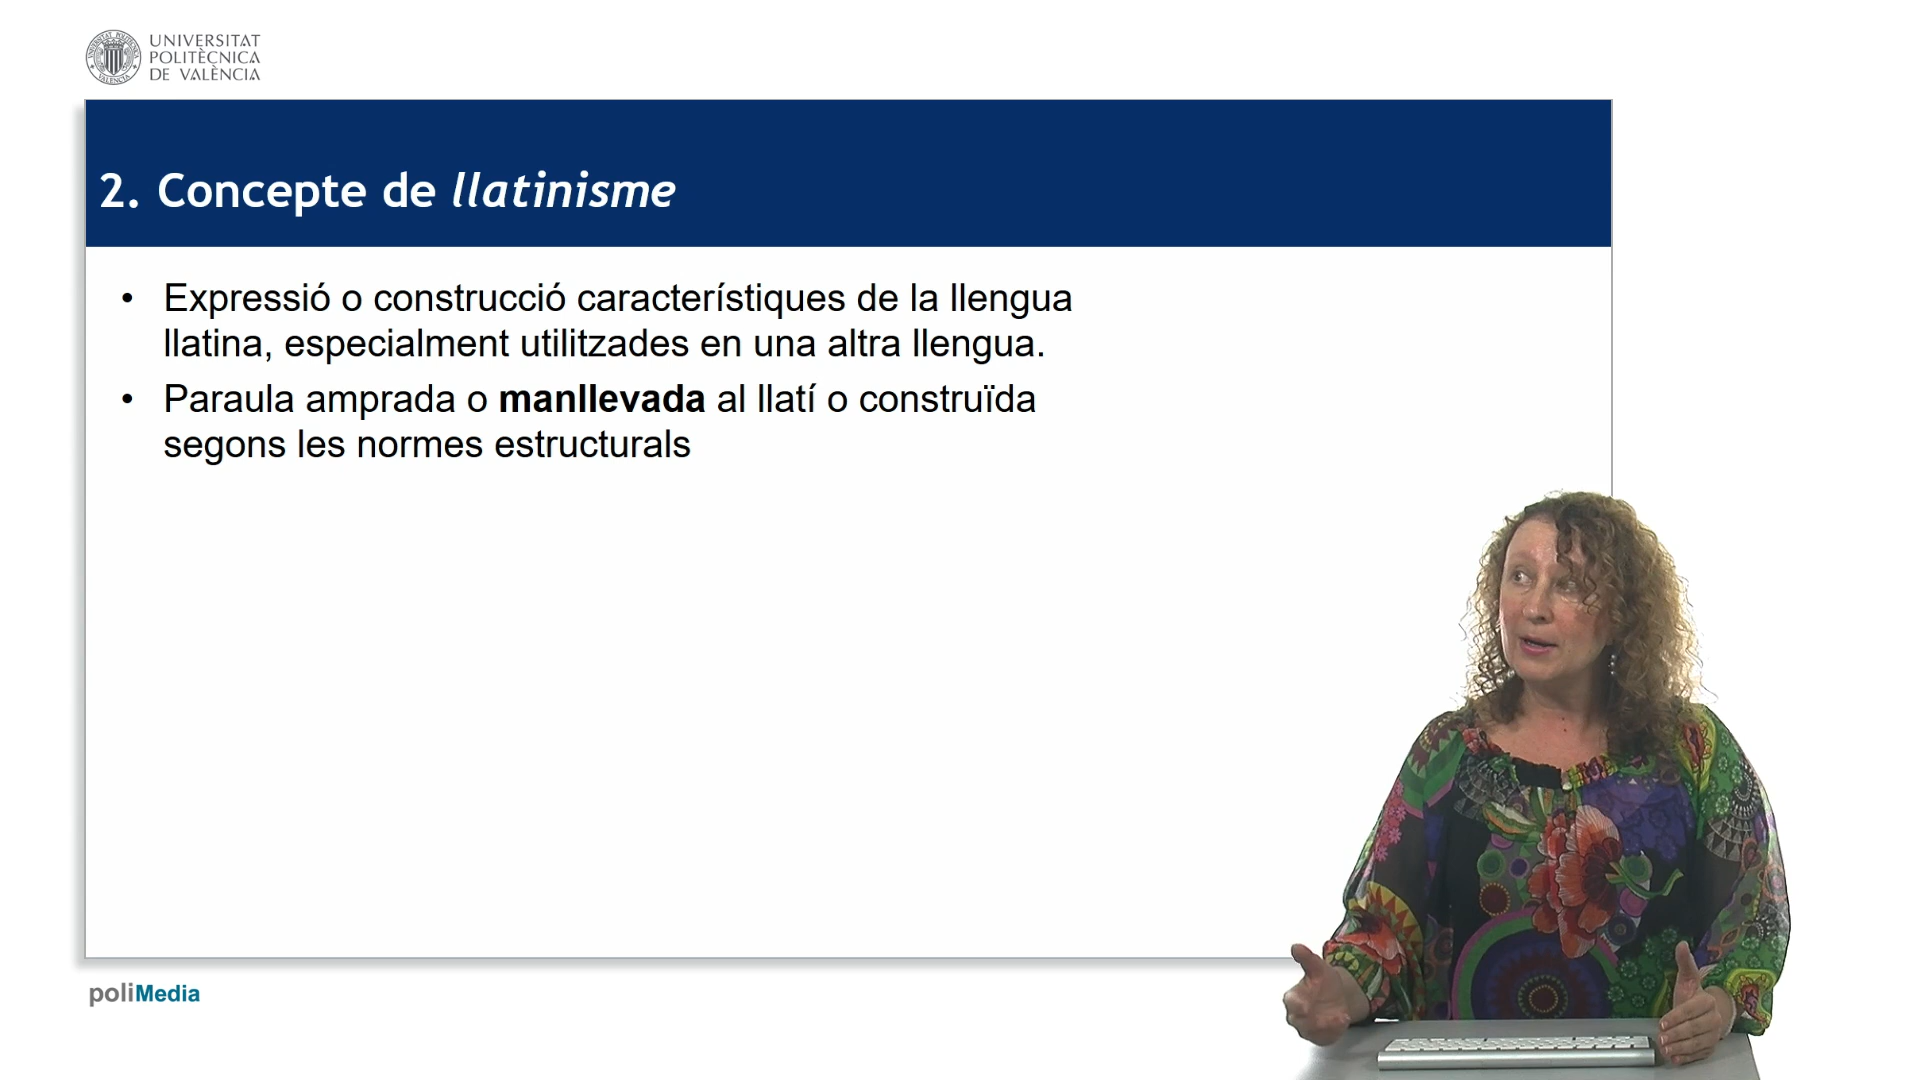 UNIVERSITAT
POLITÈCNICA
DE VALÈNCIA
2. Concepte de llatinisme
• Expressió o construcció característiques de la llengua
llatina, especialment utilitzades en una altra llengua.
• Paraula amprada o manllevada al llatí o construïda
segons les normes estructurals
poliMedia